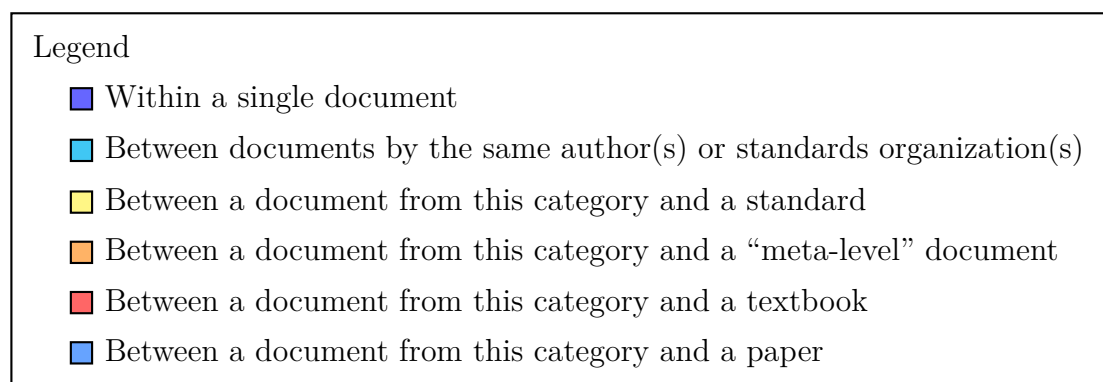 Legend
Within a single document
Between documents by the same author(s) or standards organization(s)
Between a document from this category and a standard
Between a document from this category and a “meta-level” document
Between a document from this category and a textbook
Between a document from this category and a paper